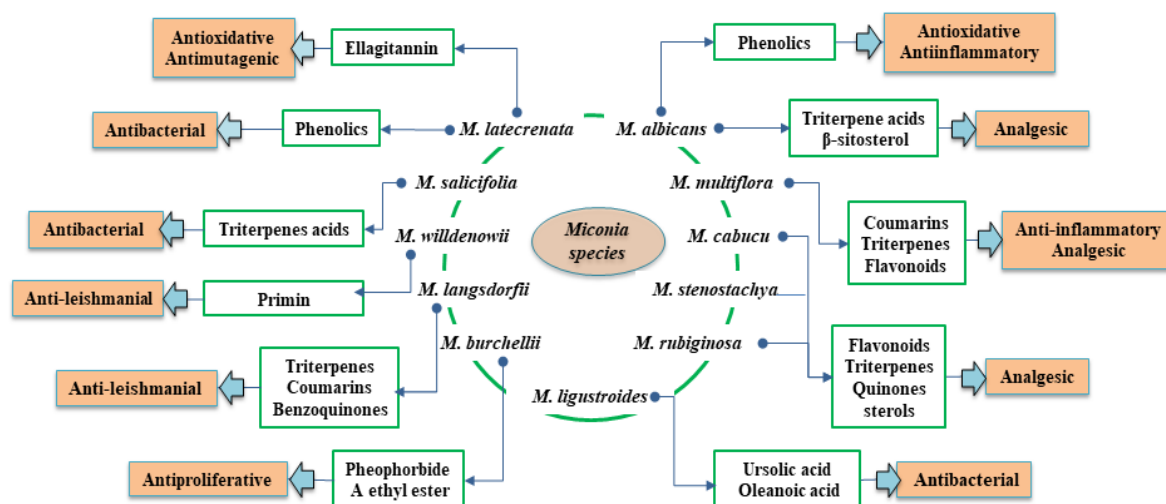 Antioxidative
Antimutagenic
Ellagitannin
Phenolics
Antioxidative
Antiinflammatory
Antibacterial
Phenolics
M. latecrenata
M. albicans
Triterpene acids
β-sitosterol
Analgesic
M. salicifolia
M. multiflora
Antibacterial
Triterpenes acids
M. willdenowii
Miconia
species
M. cabucu
Coumarins
Triterpenes
Flavonoids
Anti-inflammatory
Analgesic
Anti-leishmanial
Primin
M. langsdorfii
M. stenostachya
M. burchellii
M. rubiginosa
Anti-leishmanial
Triterpenes
Coumarins
Benzoquinones
Flavonoids
Triterpenes
Quinones
sterols
Analgesic
M. ligustroides
Antiproliferative
Pheophorbide
A ethyl ester
Ursolic acid
Oleanoic acid
Antibacterial